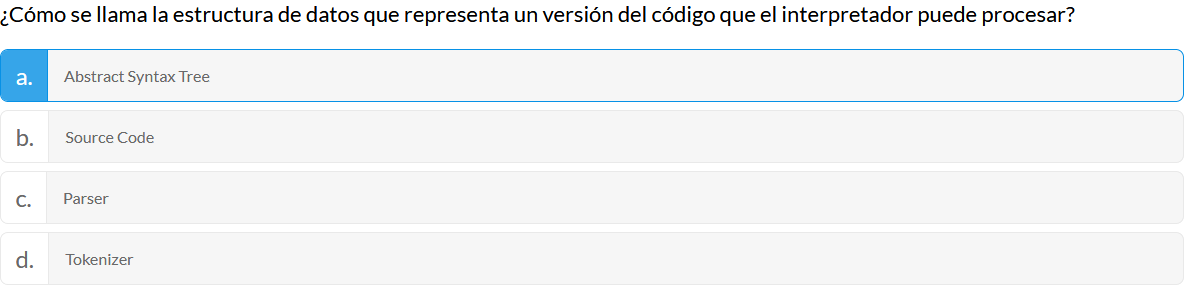 ¿Cómo se llama la estructura de datos que representa un versión del código que el interpretador puede procesar?
a. Abstract Syntax Tree
b. Source Code
c. Parser
d. Tokenizer